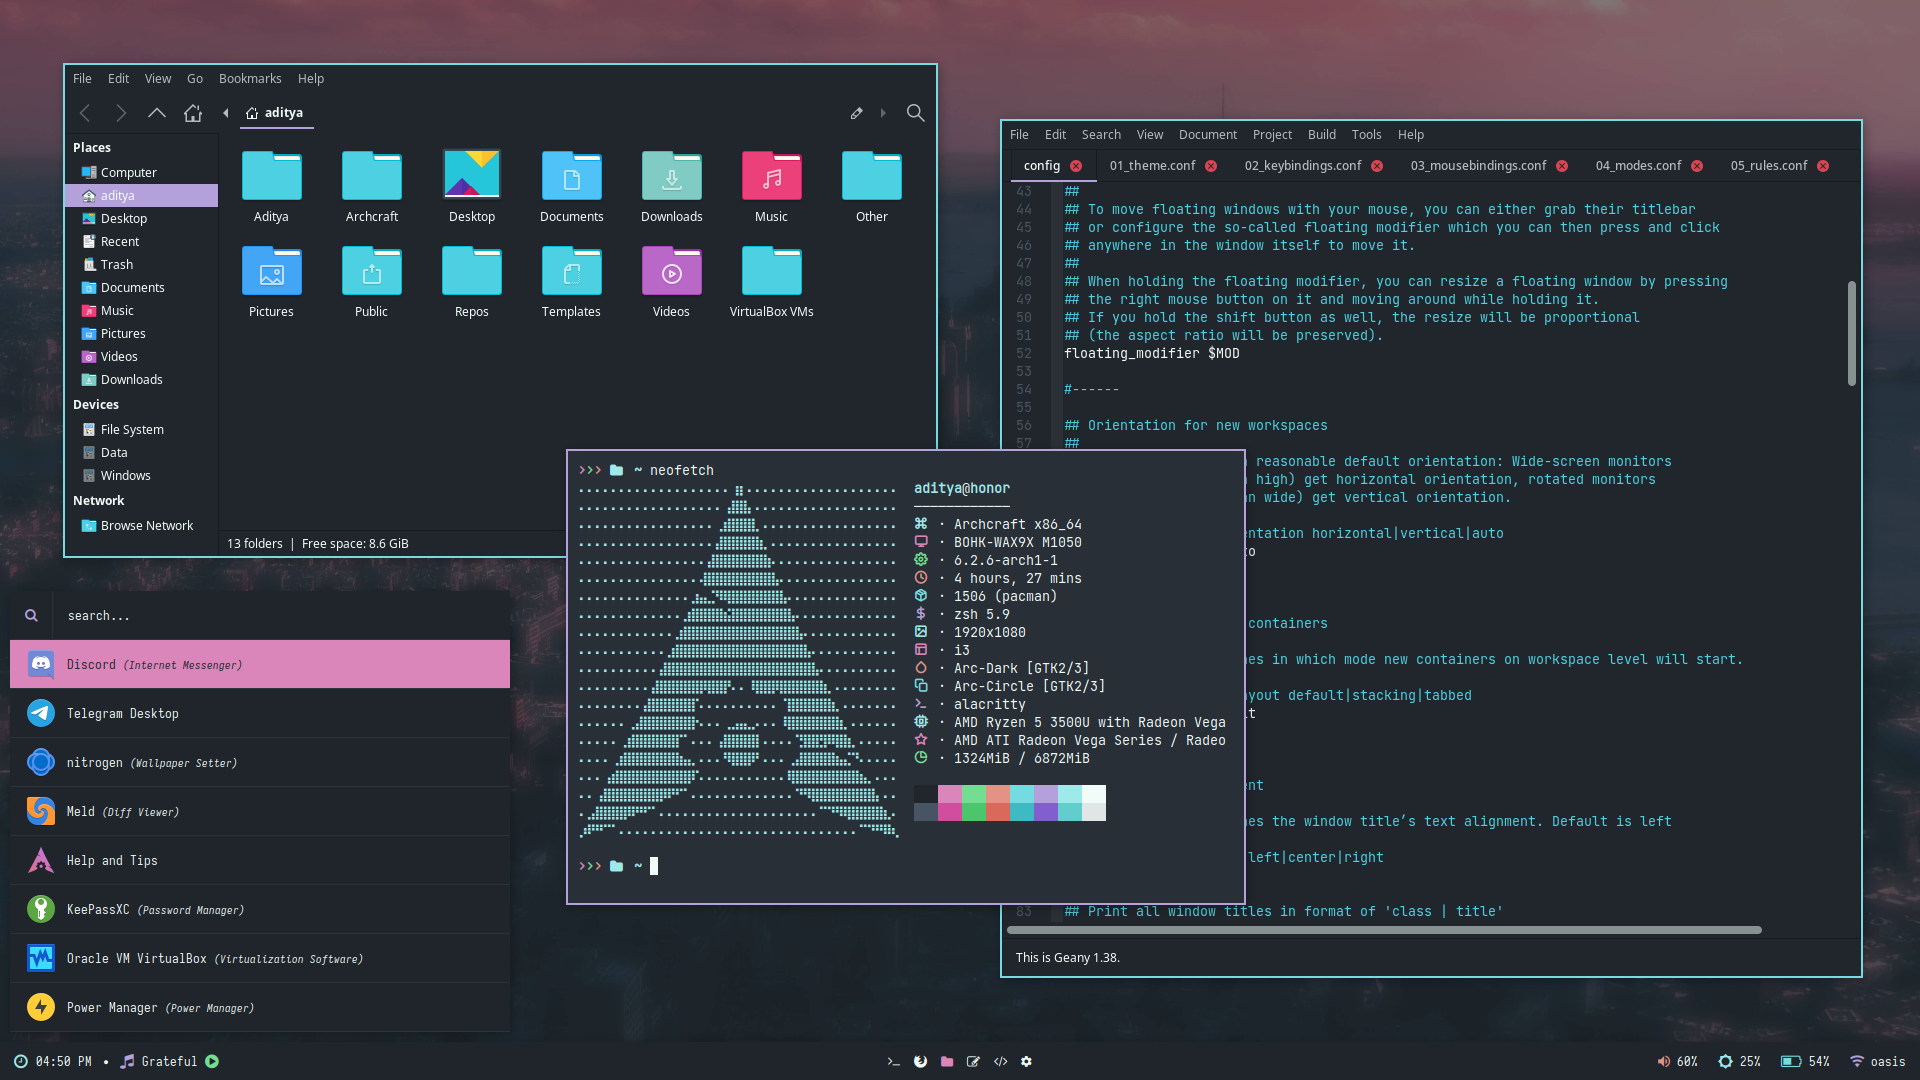 File Edit View Go Bookmarks Help
aditya
Places
Computer
aditya
Desktop
Recent
Trash
Documents
Music
Pictures
Videos
Downloads
Devices
File System
Data
Windows
Network
Browse Network
Aditya Archcraft Desktop Documents Downloads Music Other
Pictures Public Repos Templates Videos VirtualBox VMs
13 folders | Free space: 8.6 GiB
File Edit Search View Document Project Build Tools Help
config 01_theme.conf 02_keybindings.conf 03_mousebindings.conf 04_modes.conf 05_rules.conf
43 ##
44 ## To move floating windows with your mouse, you can either grab their titlebar
45 ## or configure the so-called floating modifier which you can then press and click
46 ## anywhere in the window itself to move it.
47 ##
48 ## When holding the floating modifier, you can resize a floating window by pressing
49 ## the right mouse button on it and moving around while holding it.
50 ## If you hold the shift button as well, the resize will be proportional
51 ## (the aspect ratio will be preserved).
52 floating_modifier $MOD
53
54 #------
55
56 ## Orientation for new workspaces
57 ##
reasonable default orientation: Wide-screen monitors
high) get horizontal orientation, rotated monitors
wide) get vertical orientation.
entation horizontal|vertical|auto
to
containers
es in which mode new containers on workspace level will start.
yout default|stacking|tabbed
it
nt
es the window title's text alignment. Default is left
left|center|right
83 ## Print all window titles in format of 'class | title'
This is Geany 1.38.
>>> ~ neofetch
aditya@honor
------------
· Archcraft x86_64
· BOHK-WAX9X M1050
· 6.2.6-arch1-1
· 4 hours, 27 mins
· 1506 (pacman)
· zsh 5.9
· 1920x1080
· i3
· Arc-Dark [GTK2/3]
· Arc-Circle [GTK2/3]
· alacritty
· AMD Ryzen 5 3500U with Radeon Vega
· AMD ATI Radeon Vega Series / Radeo
· 1324MiB / 6872MiB
>>> ~
search...
Discord (Internet Messenger)
Telegram Desktop
nitrogen (Wallpaper Setter)
Meld (Diff Viewer)
Help and Tips
KeePassXC (Password Manager)
Oracle VM VirtualBox (Virtualization Software)
Power Manager (Power Manager)
04:50 PM • Grateful
60% 25% 54% oasis